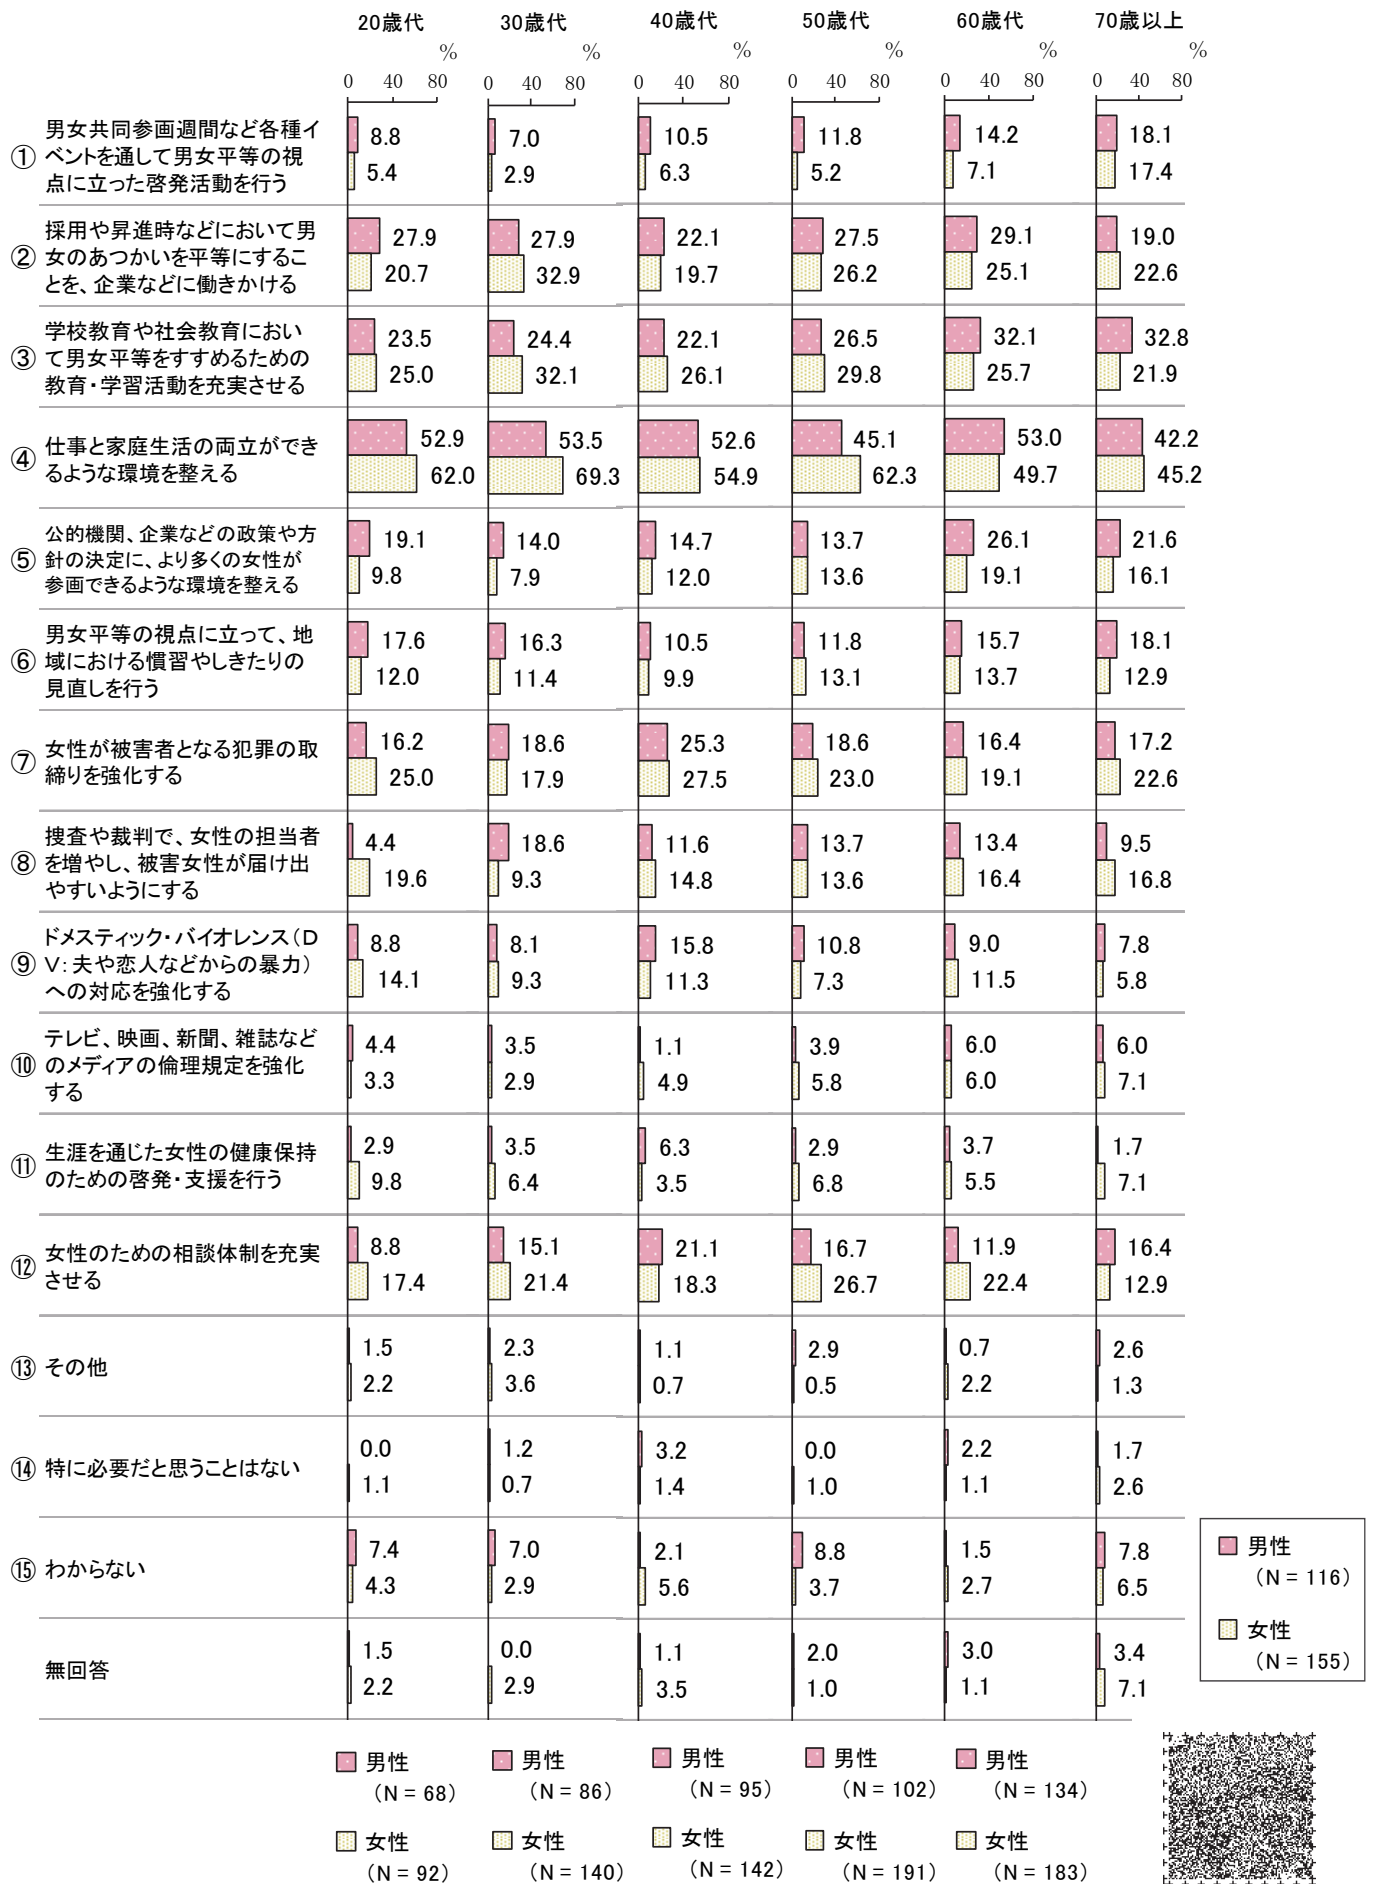 20歳代 30歳代 40歳代 50歳代 60歳代 70歳以上
% % % % % %
0 40 80 0 40 80 0 40 80 0 40 80 0 40 80 0 40 80
① 男女共同参画週間など各種イ
ベントを通して男女平等の視
点に立った啓発活動を行う
8.8 7.0 10.5 11.8 14.2 18.1
5.4 2.9 6.3 5.2 7.1 17.4
② 採用や昇進時などにおいて男
女のあつかいを平等にするこ
とを、企業などに働きかける
27.9 27.9 22.1 27.5 29.1 19.0
20.7 32.9 19.7 26.2 25.1 22.6
③ 学校教育や社会教育におい
て男女平等をすすめるための
教育・学習活動を充実させる
23.5 24.4 22.1 26.5 32.1 32.8
25.0 32.1 26.1 29.8 25.7 21.9
④ 仕事と家庭生活の両立ができ
るような環境を整える
52.9 53.5 52.6 45.1 53.0 42.2
62.0 69.3 54.9 62.3 49.7 45.2
⑤ 公的機関、企業などの政策や方
針の決定に、より多くの女性が
参画できるような環境を整える
19.1 14.0 14.7 13.7 26.1 21.6
9.8 7.9 12.0 13.6 19.1 16.1
⑥ 男女平等の視点に立って、地
域における慣習やしきたりの
見直しを行う
17.6 16.3 10.5 11.8 15.7 18.1
12.0 11.4 9.9 13.1 13.7 12.9
⑦ 女性が被害者となる犯罪の取
締りを強化する
16.2 18.6 25.3 18.6 16.4 17.2
25.0 17.9 27.5 23.0 19.1 22.6
⑧ 捜査や裁判で、女性の担当者
を増やし、被害女性が届け出
やすいようにする
4.4 18.6 11.6 13.7 13.4 9.5
19.6 9.3 14.8 13.6 16.4 16.8
⑨ ドメスティック・バイオレンス(D
V:夫や恋人などからの暴力)
への対応を強化する
8.8 8.1 15.8 10.8 9.0 7.8
14.1 9.3 11.3 7.3 11.5 5.8
⑩ テレビ、映画、新聞、雑誌など
のメディアの倫理規定を強化
する
4.4 3.5 1.1 3.9 6.0 6.0
3.3 2.9 4.9 5.8 6.0 7.1
⑪ 生涯を通じた女性の健康保持
のための啓発・支援を行う
2.9 3.5 6.3 2.9 3.7 1.7
9.8 6.4 3.5 6.8 5.5 7.1
⑫ 女性のための相談体制を充実
させる
8.8 15.1 21.1 16.7 11.9 16.4
17.4 21.4 18.3 26.7 22.4 12.9
⑬ その他
1.5 2.3 1.1 2.9 0.7 2.6
2.2 3.6 0.7 0.5 2.2 1.3
⑭ 特に必要だと思うことはない
0.0 1.2 3.2 0.0 2.2 1.7
1.1 0.7 1.4 1.0 1.1 2.6
⑮ わからない
7.4 7.0 2.1 8.8 1.5 7.8
4.3 2.9 5.6 3.7 2.7 6.5
無回答
1.5 0.0 1.1 2.0 3.0 3.4
2.2 2.9 3.5 1.0 1.1 7.1
男性
(N = 116)
女性
(N = 155)
男性 男性 男性 男性 男性
(N = 68) (N = 86) (N = 95) (N = 102) (N = 134)
女性 女性 女性 女性 女性
(N = 92) (N = 140) (N = 142) (N = 191) (N = 183)